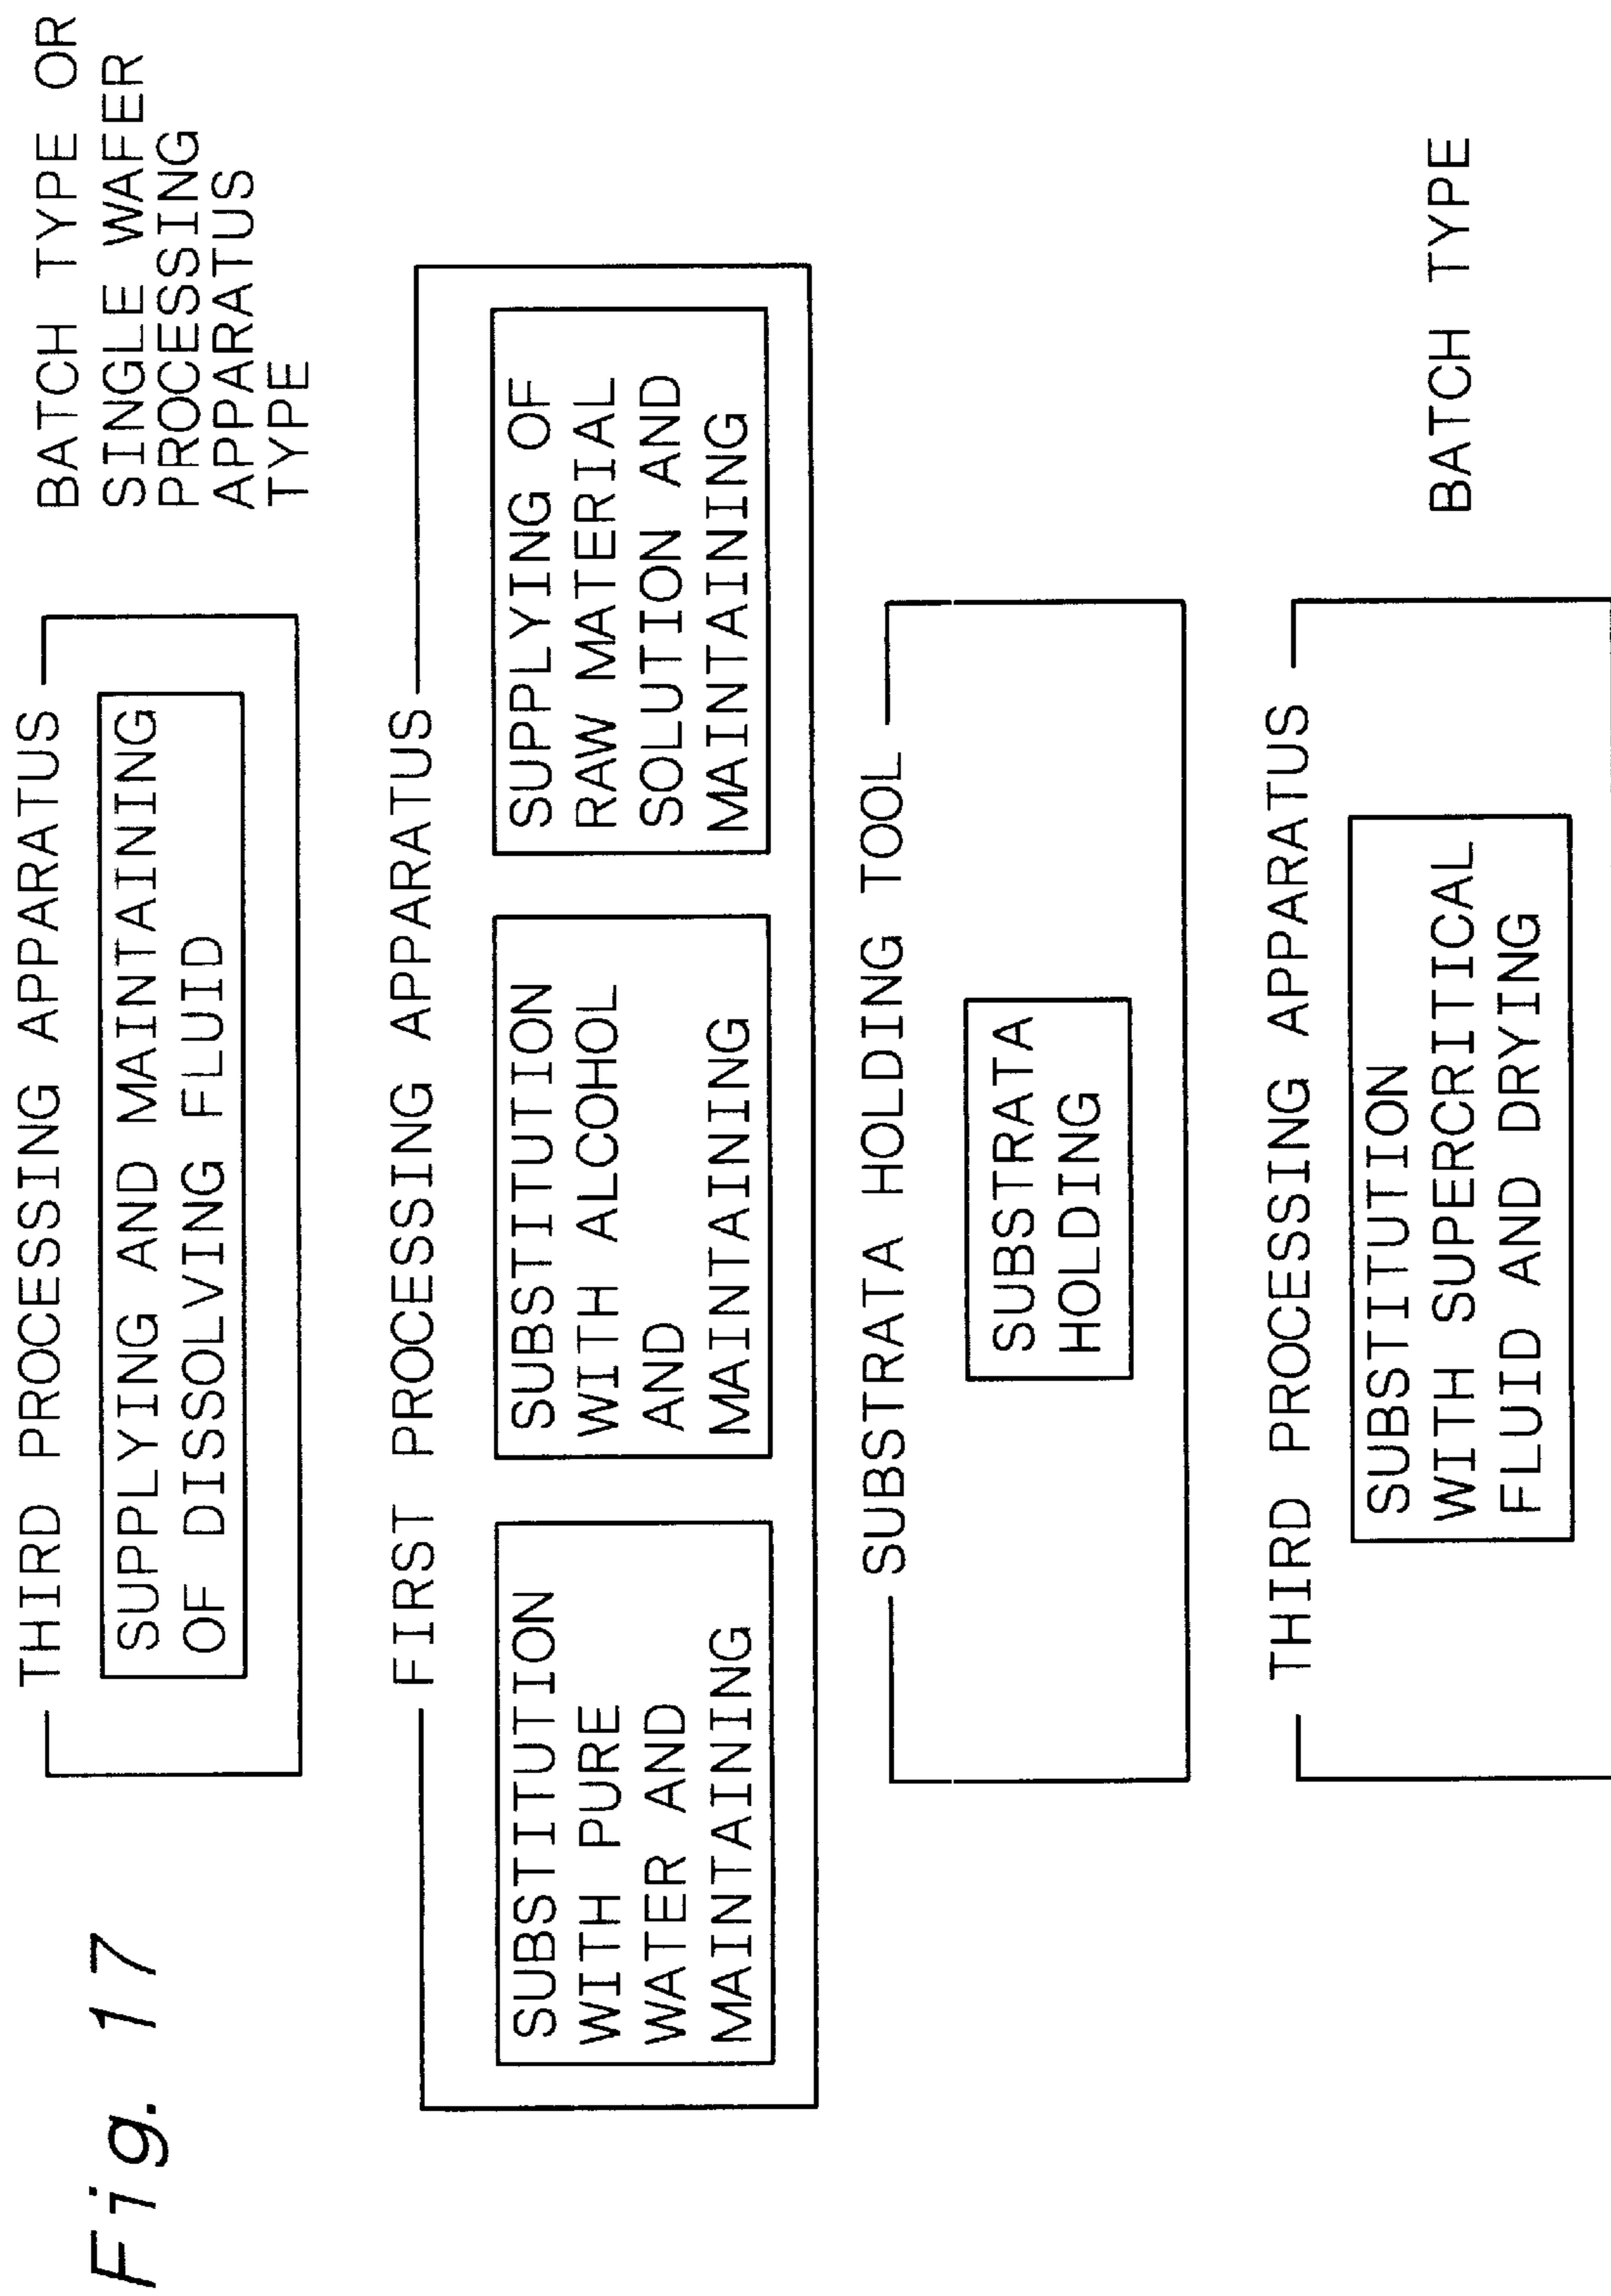 Fig. 17
THIRD PROCESSING APPARATUS
SUPPLYING AND MAINTAINING
OF DISSOLVING FLUID
BATCH TYPE OR
SINGLE WAFER
PROCESSING
APPARATUS
TYPE
FIRST PROCESSING APPARATUS
SUBSTITUTION
WITH PURE
WATER AND
MAINTAINING
SUBSTITUTION
WITH ALCOHOL
AND
MAINTAINING
SUPPLYING OF
RAW MATERIAL
SOLUTION AND
MAINTAINING
SUBSTRATA HOLDING TOOL
SUBSTRATA
HOLDING
THIRD PROCESSING APPARATUS
SUBSTITUTION
WITH SUPERCRITICAL
FLUID AND DRYING
BATCH TYPE